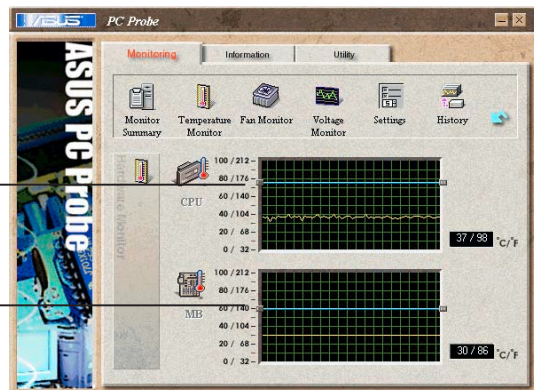 ASUS
PC Probe
Monitoring
Information
Utility
ASUS PC Probe
Monitor Summary
Temperature Monitor
Fan Monitor
Voltage Monitor
Settings
History
Hardware Monitor
CPU
100 / 212
80 / 176
60 / 140
40 / 104
20 / 68
0 / 32
37 / 98 °C/°F
MB
100 / 212
80 / 176
60 / 140
40 / 104
20 / 68
0 / 32
30 / 86 °C/°F